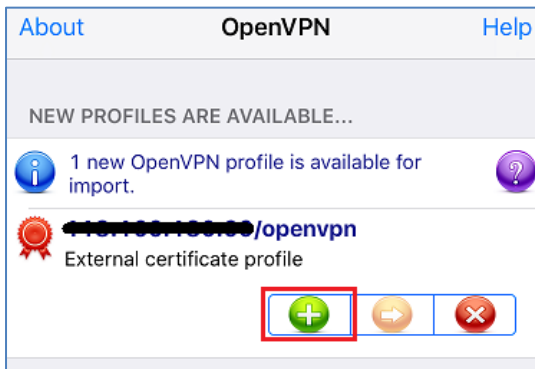 About OpenVPN Help
NEW PROFILES ARE AVAILABLE...
1 new OpenVPN profile is available for
import.
/openvpn
External certificate profile